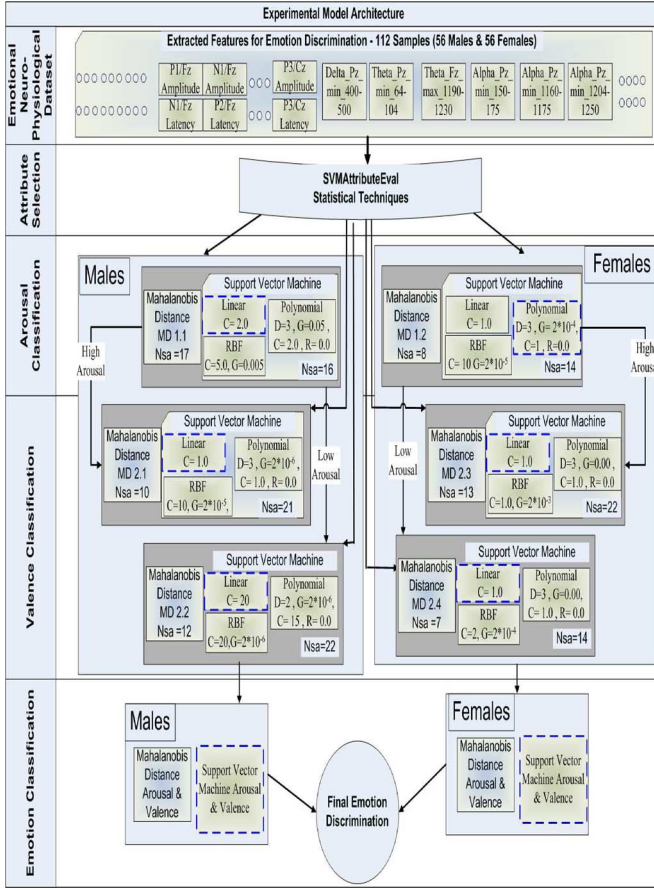 Experimental Model Architecture
Emotional
Neuro-
Physiological
Dataset
Extracted Features for Emotion Discrimination - 112 Samples (56 Males & 56 Females)
P1/Fz
Amplitude
N1/Fz
Amplitude
P3/Cz
Amplitude
N1/Fz
Latency
P2/Fz
Latency
P3/Cz
Latency
Delta_Pz_
min_400-
500
Theta_Pz_
min_64-
104
Theta_Fz_
max_1190-
1230
Alpha_Pz_
min_150-
175
Alpha_Pz_
min_1160-
1175
Alpha_Pz_
min_1204-
1250
Attribute
Selection
SVMAttributeEval
Statistical Techniques
Arousal
Classification
Males
Mahalanobis
Distance
MD 1.1
Nsa =17
Support Vector Machine
Linear
C= 2.0
Polynomial
D=3, G=0.05,
C= 2.0 , R= 0.0
RBF
C=5.0, G=0.005
Nsa=16
High
Arousal
Females
Mahalanobis
Distance
MD 1.2
Nsa =8
Support Vector Machine
Linear
C= 1.0
Polynomial
D=3, G= 2*10-4,
C=1 , R=0.0
RBF
C= 10 G=2*10-5
Nsa=14
High
Arousal
Valence Classification
Mahalanobis
Distance
MD 2.1
Nsa =10
Support Vector Machine
Linear
C= 1.0
Polynomial
D=3, G=2*10-6,
C= 1.0 , R= 0.0
RBF
C=10, G=2*10-5,
Nsa=21
Low
Arousal
Low
Arousal
Mahalanobis
Distance
MD 2.3
Nsa =13
Support Vector Machine
Linear
C= 1.0
Polynomial
D=3, G=0.00,
C=1.0 , R= 0.0
RBF
C=1.0, G=2*10-3
Nsa=22
Mahalanobis
Distance
MD 2.2
Nsa =12
Support Vector Machine
Linear
C= 20
Polynomial
D=2 , G=2*10-6,
C= 15 , R= 0.0
RBF
C=20,G=2*10-6
Nsa=22
Mahalanobis
Distance
MD 2.4
Nsa =7
Support Vector Machine
Linear
C= 1.0
Polynomial
D=3, G=0.00,
C= 1.0 , R= 0.0
RBF
C=2, G=2*10-4
Nsa=14
Emotion Classification
Males
Mahalanobis
Distance
Arousal &
Valence
Support Vector
Machine Arousal
& Valence
Final Emotion
Discrimination
Females
Mahalanobis
Distance
Arousal &
Valence
Support Vector
Machine Arousal
& Valence